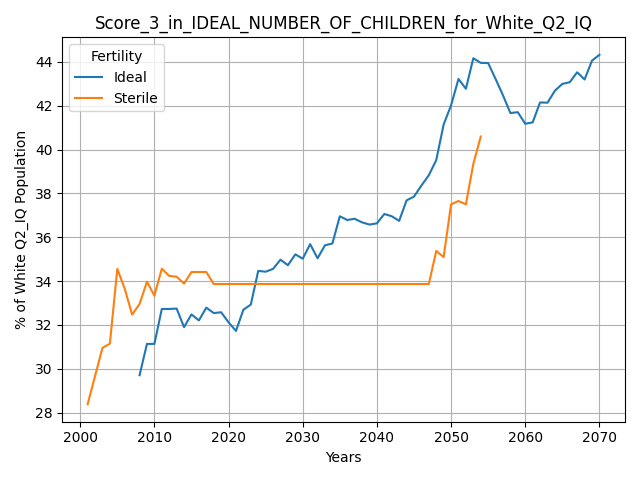 Score_3_in_IDEAL_NUMBER_OF_CHILDREN_for_White_Q2_IQ
Fertility
Ideal
Sterile
% of White Q2_IQ Population
44
42
40
38
36
34
32
30
28
2000 2010 2020 2030 2040 2050 2060 2070
Years